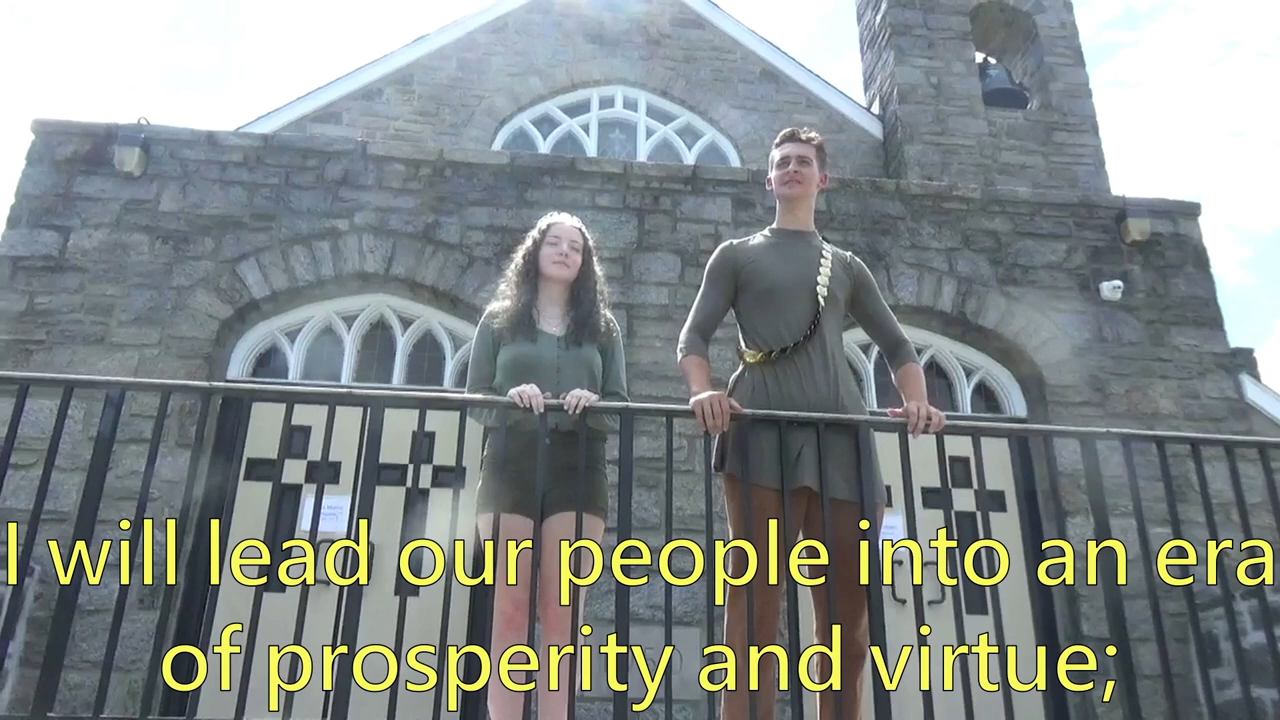 I will lead our people into an era
of prosperity and virtue;